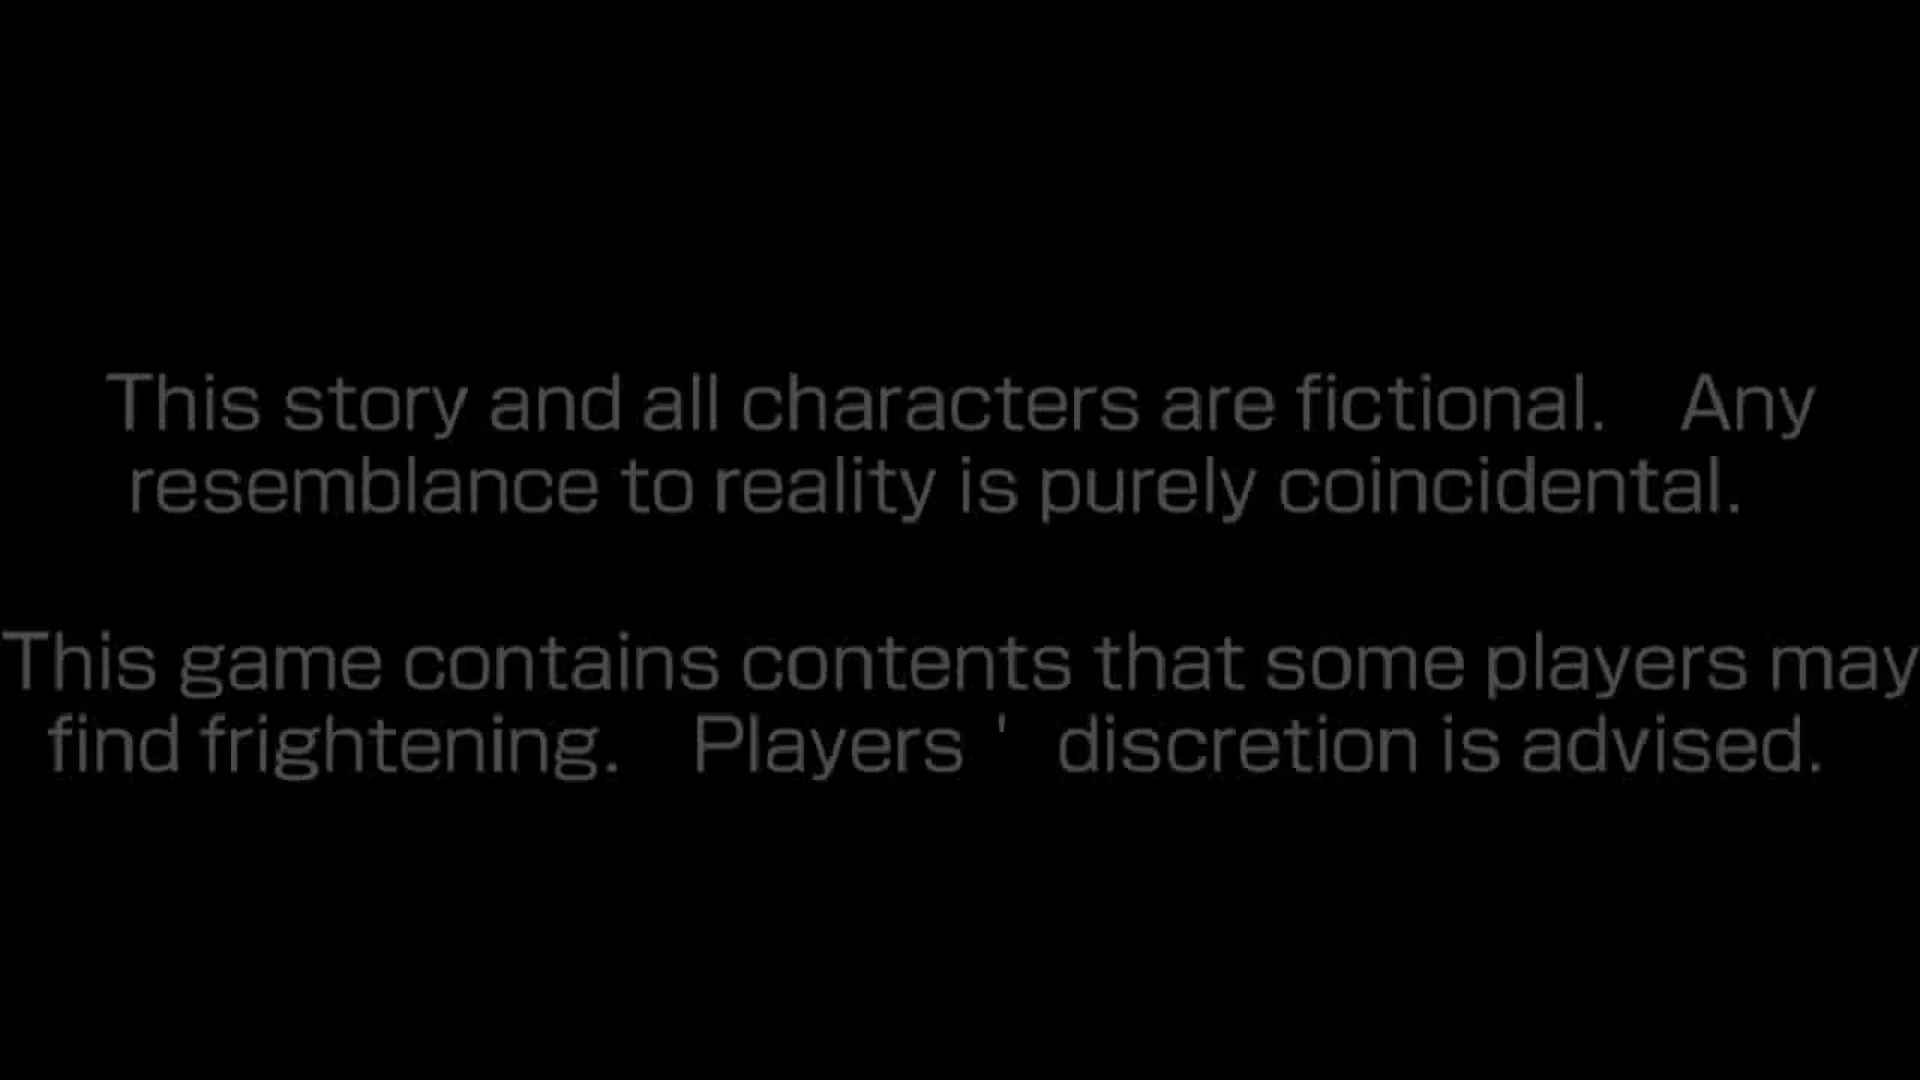 This story and all characters are fictional.　Any
resemblance to reality is purely coincidental.
This game contains contents that some players may
find frightening.　Players＇ discretion is advised.